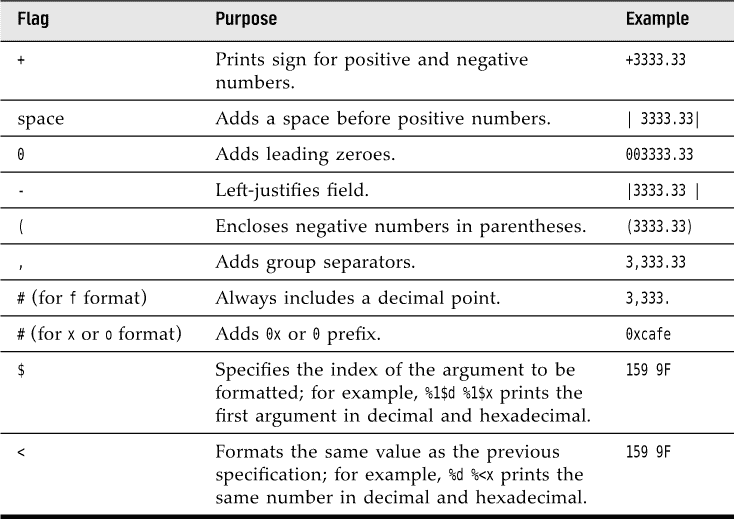 Flag Purpose Example
+ Prints sign for positive and negative +3333.33
numbers.
space Adds a space before positive numbers. | 3333.33|
0 Adds leading zeroes. 003333.33
- Left-justifies field. |3333.33 |
( Encloses negative numbers in parentheses. (3333.33)
, Adds group separators. 3,333.33
# (for f format) Always includes a decimal point. 3,333.
# (for x or o format) Adds 0x or 0 prefix. 0xcafe
$ Specifies the index of the argument to be 159 9F
formatted; for example, %1$d %1$x prints the
first argument in decimal and hexadecimal.
< Formats the same value as the previous 159 9F
specification; for example, %d %<x prints the
same number in decimal and hexadecimal.